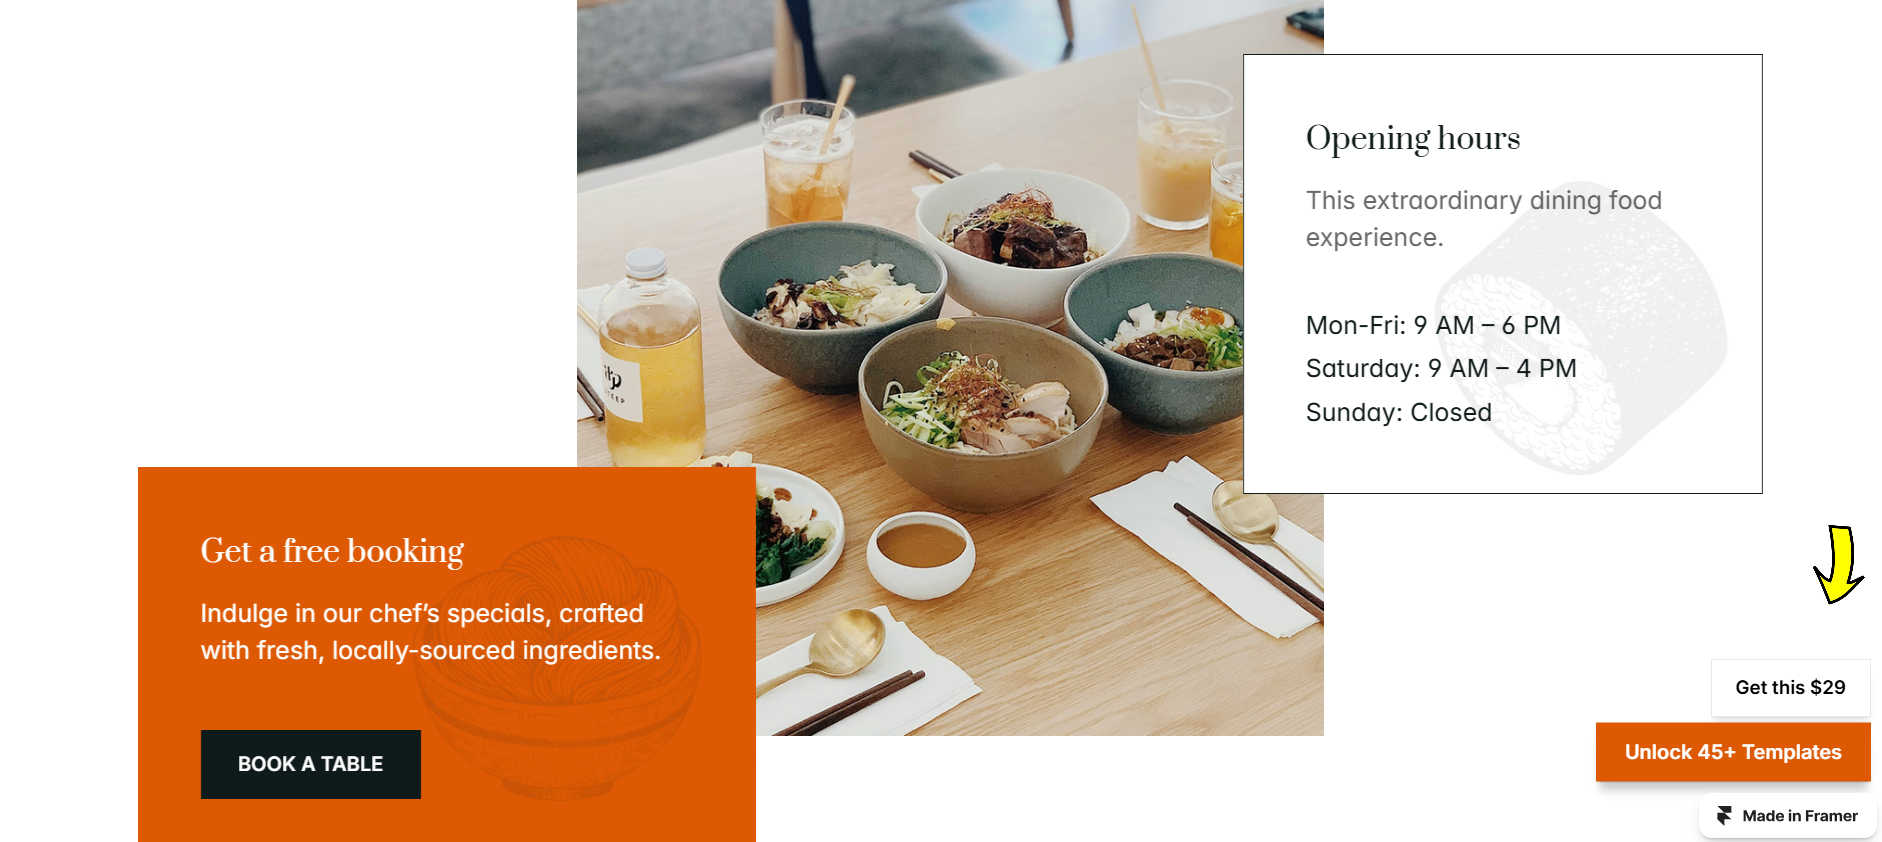 Opening hours
This extraordinary dining food
experience.
Mon-Fri: 9 AM – 6 PM
Saturday: 9 AM – 4 PM
Sunday: Closed
Get a free booking
Indulge in our chef’s specials, crafted
with fresh, locally-sourced ingredients.
BOOK A TABLE
Get this $29
Unlock 45+ Templates
Made in Framer